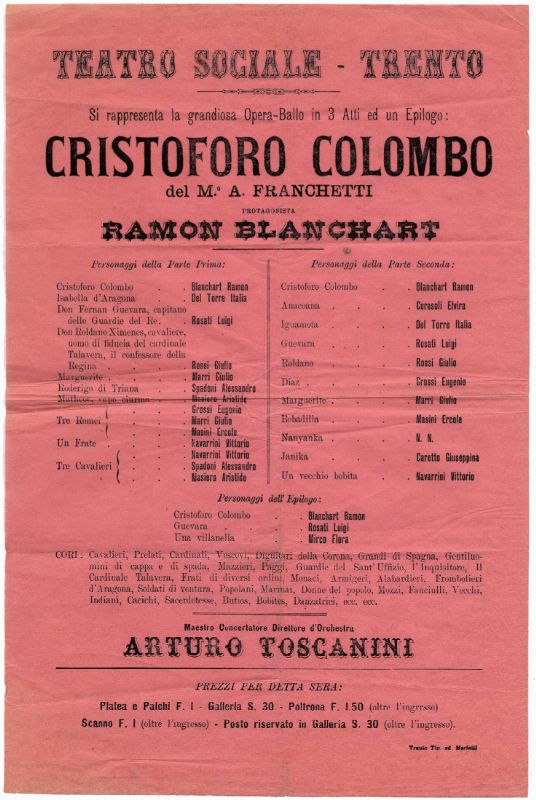 TEATRO SOCIALE - TRENTO
Si rappresenta la grandiosa Opera-Ballo in 3 Atti ed un Epilogo:
CRISTOFORO COLOMBO
del M.º A. FRANCHETTI
PROTAGONISTA
RAMON BLANCHART
Personaggi della Parte Prima:
Cristoforo Colombo . . Blanchart Ramon
Isabella d'Aragona . . Del Torre Italia
Don Fernan Guevara, capitano
delle Guardie del Re . . Rosati Luigi
Don Roldano Ximenes, cavaliere,
uomo di fiducia del cardinale
Talavera, il confessore della
Regina . . . . Rossi Giulio
Marguerite . . . . Marri Giulio
Roderigo di Triana . . Spadoni Alessandro
Matheos, capo ciurma . . Masiero Aristide
Tre Romei . . Grossi Eugenio
Marri Giulio
Masini Ercole
Un Frate . . . Navarrini Vittorio
Tre Cavalieri Navarrini Vittorio
Spadoni Alessandro
Masiero Aristide
Personaggi della Parte Seconda:
Cristoforo Colombo . . Blanchart Ramon
Anacoana . . . Ceresoli Elvira
Iguamota . . . Del Torre Italia
Guevara . . . Rosati Luigi
Roldano . . . Rossi Giulio
Diaz . . . . Grossi Eugenio
Marguerite . . . Marri Giulio
Bobadilla . . . Masini Ercole
Nanyanka . . . N. N.
Janika . . . Caretto Giuseppina
Un vecchio bobita . . Navarrini Vittorio
Personaggi dell'Epilogo:
Cristoforo Colombo . . Blanchart Ramon
Guevara . . . . Rosati Luigi
Una villanella . . . Mirco Flora
CORI: Cavalieri, Prelati, Cardinali, Vescovi, Dignitari della Corona, Grandi di Spagna, Gentiluo-
mini di cappa e di spada, Mazzieri, Paggi, Guardie del Sant'Uffizio, l'Inquisitore, Il
Cardinale Talavera, Frati di diversi ordini, Monaci, Armigeri, Alabardieri, Frombolieri
d'Aragona, Soldati di ventura, Popolani, Marinai, Donne del popolo, Mozzi, Fanciulli, Vecchi,
Indiani, Cacichi, Sacerdotesse, Butios, Bobites, Danzatrici, ecc. ecc.
Maestro Concertatore Direttore d'Orchestra
ARTURO TOSCANINI
PREZZI PER DETTA SERA:
Platea e Palchi F. 1 - Galleria S. 30 - Poltrona F. 1.50 (oltre l'ingresso)
Scanno F. 1 (oltre l'ingresso) - Posto riservato in Galleria S. 30 (oltre l'ingresso).
Trento Tip. ed.